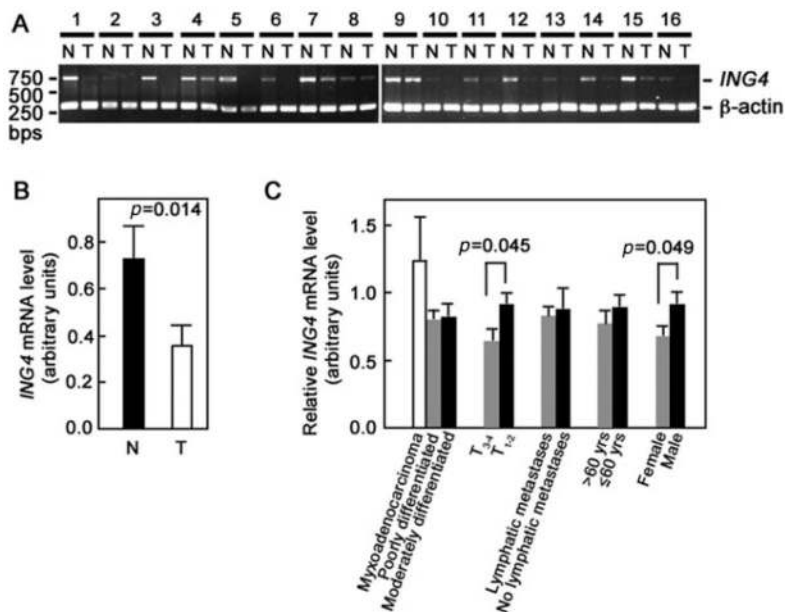 A
1 2 3 4 5 6 7 8 9 10 11 12 13 14 15 16
N T N T N T N T N T N T N T N T N T N T N T N T N T N T N T N T
750
500
250
bps
ING4
β-actin
B
p=0.014
ING4 mRNA level
(arbitrary units)
0.8
0.6
0.4
0.2
0.0
N T
C
Relative ING4 mRNA level
(arbitrary units)
1.5
1.0
0.5
0.0
p=0.045
p=0.049
Myxoadenocarcinoma
Poorly differentiated
Moderately differentiated
T3-4
T1-2
Lymphatic metastases
No lymphatic metastases
>60 yrs
≤60 yrs
Female
Male